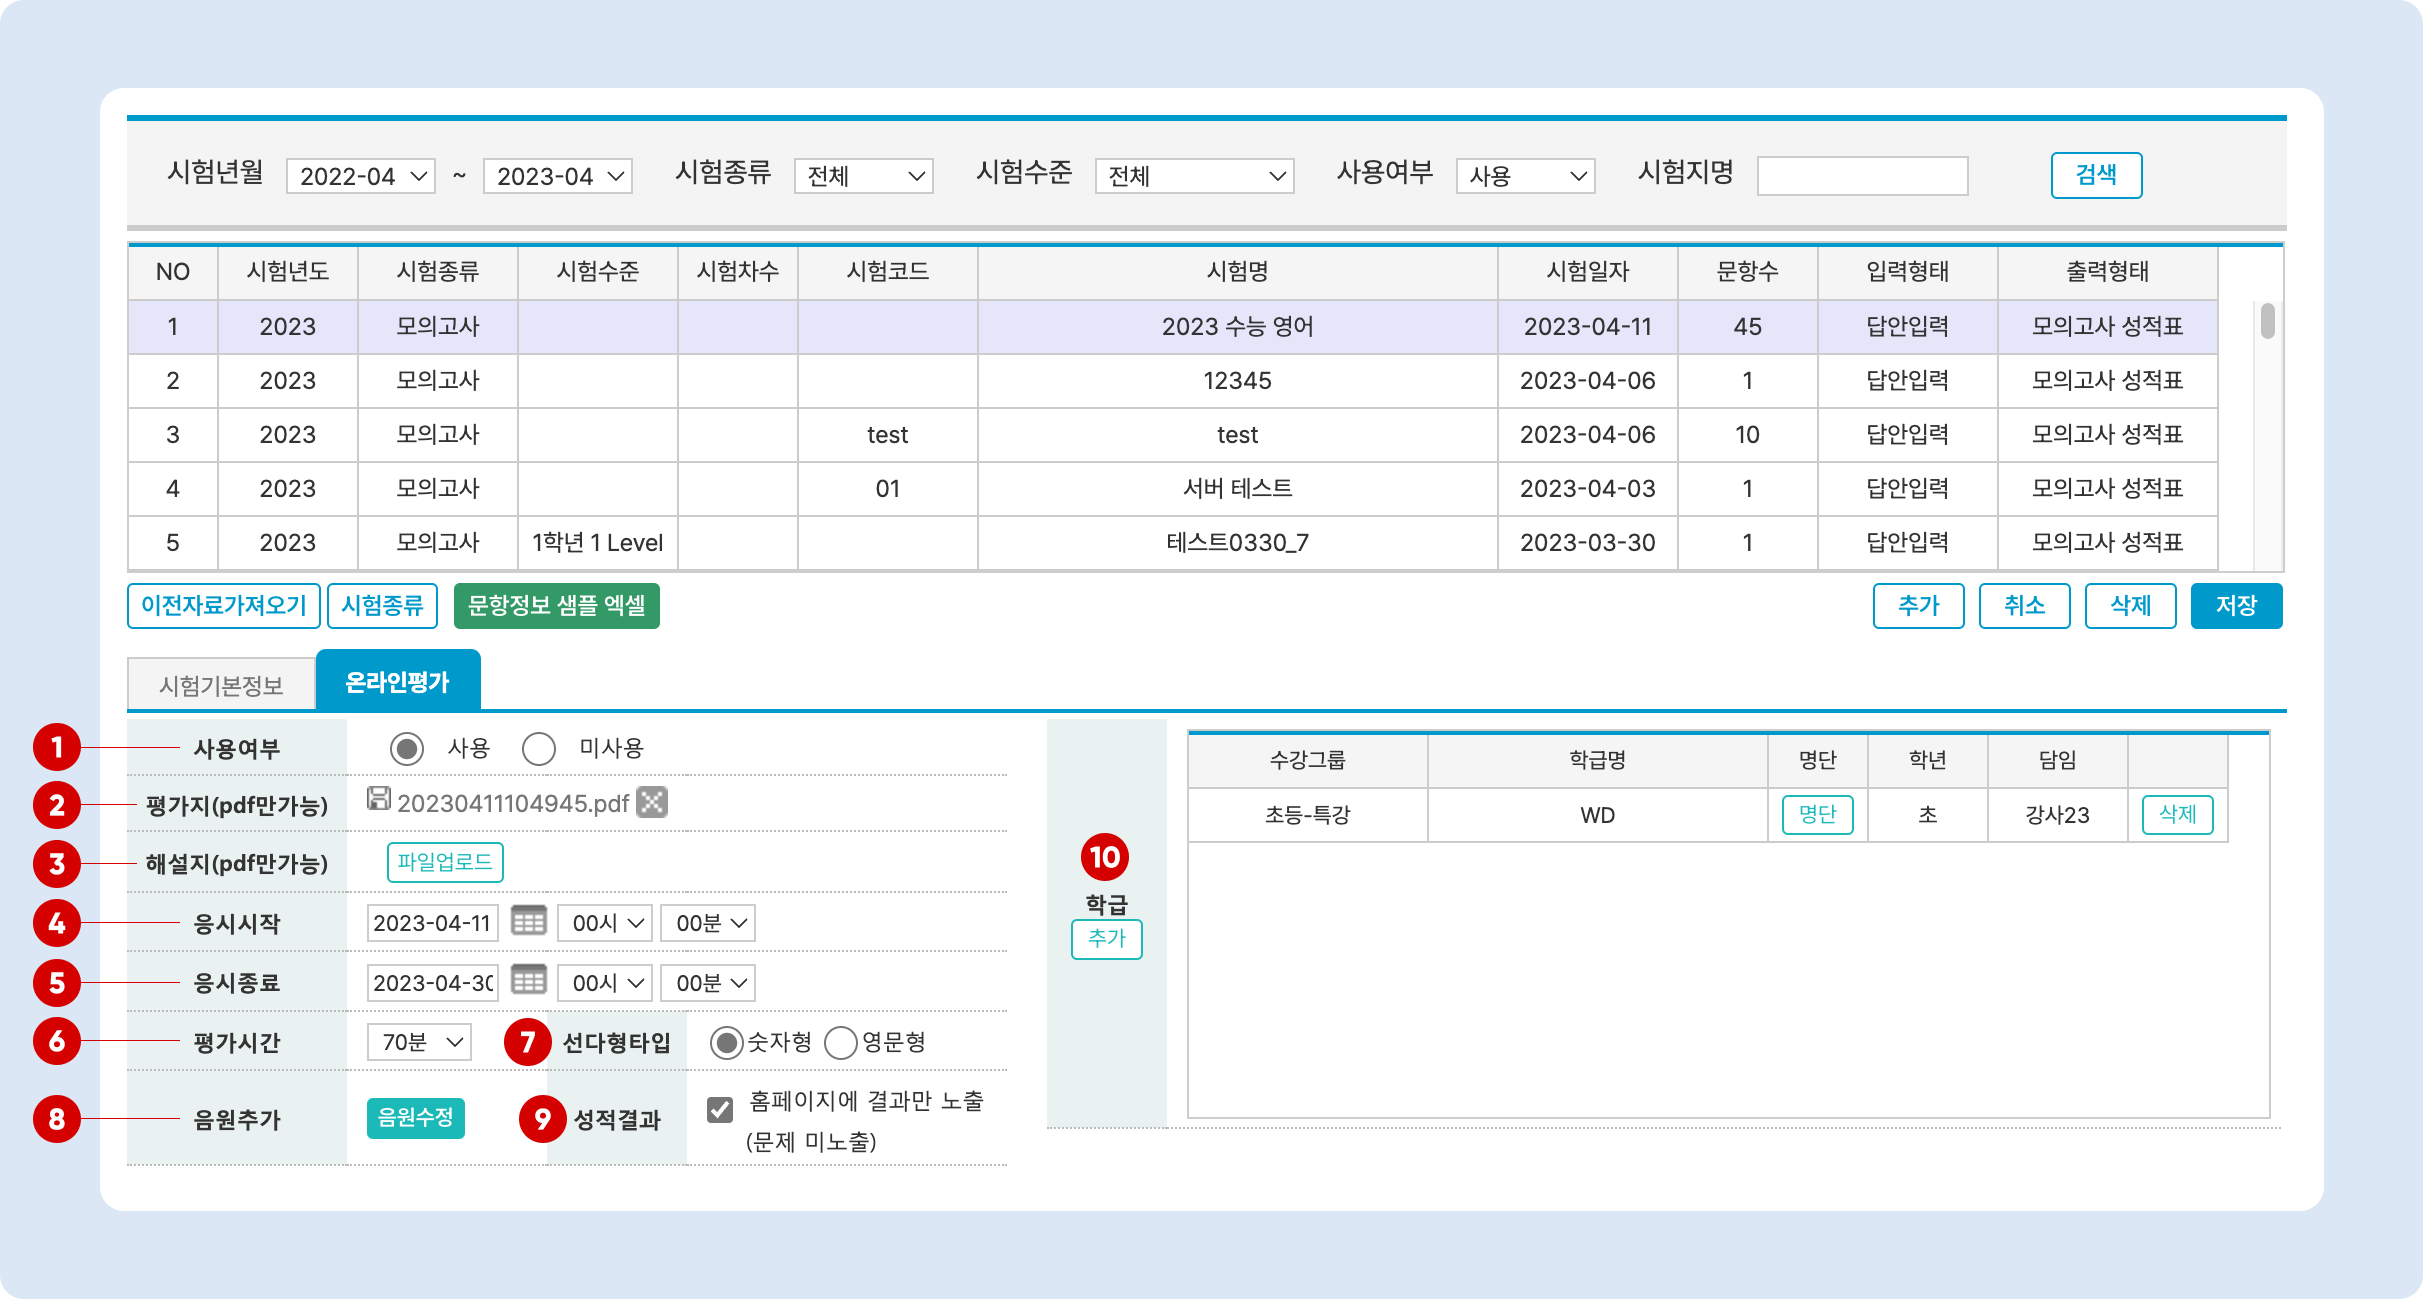 시험년월 2022-04 ~ 2023-04 시험종류 전체 시험수준 전체 사용여부 사용 시험지명 검색
NO 시험년도 시험종류 시험수준 시험차수 시험코드 시험명 시험일자 문항수 입력형태 출력형태
1 2023 모의고사 2023 수능 영어 2023-04-11 45 답안입력 모의고사 성적표
2 2023 모의고사 12345 2023-04-06 1 답안입력 모의고사 성적표
3 2023 모의고사 test test 2023-04-06 10 답안입력 모의고사 성적표
4 2023 모의고사 01 서버 테스트 2023-04-03 1 답안입력 모의고사 성적표
5 2023 모의고사 1학년 1 Level 테스트0330_7 2023-03-30 1 답안입력 모의고사 성적표
이전자료가져오기 시험종류 문항정보 샘플 엑셀 추가 취소 삭제 저장
시험기본정보 온라인평가
1 사용여부 사용 미사용
2 평가지(pdf만가능) 20230411104945.pdf
3 해설지(pdf만가능) 파일업로드
4 응시시작 2023-04-11 00시 00분
5 응시종료 2023-04-30 00시 00분
6 평가시간 70분 7 선다형타입 숫자형 영문형
8 음원추가 음원수정 9 성적결과 홈페이지에 결과만 노출
(문제 미노출)
10
학급
추가
수강그룹 학급명 명단 학년 담임
초등-특강 WD 명단 초 강사23 삭제